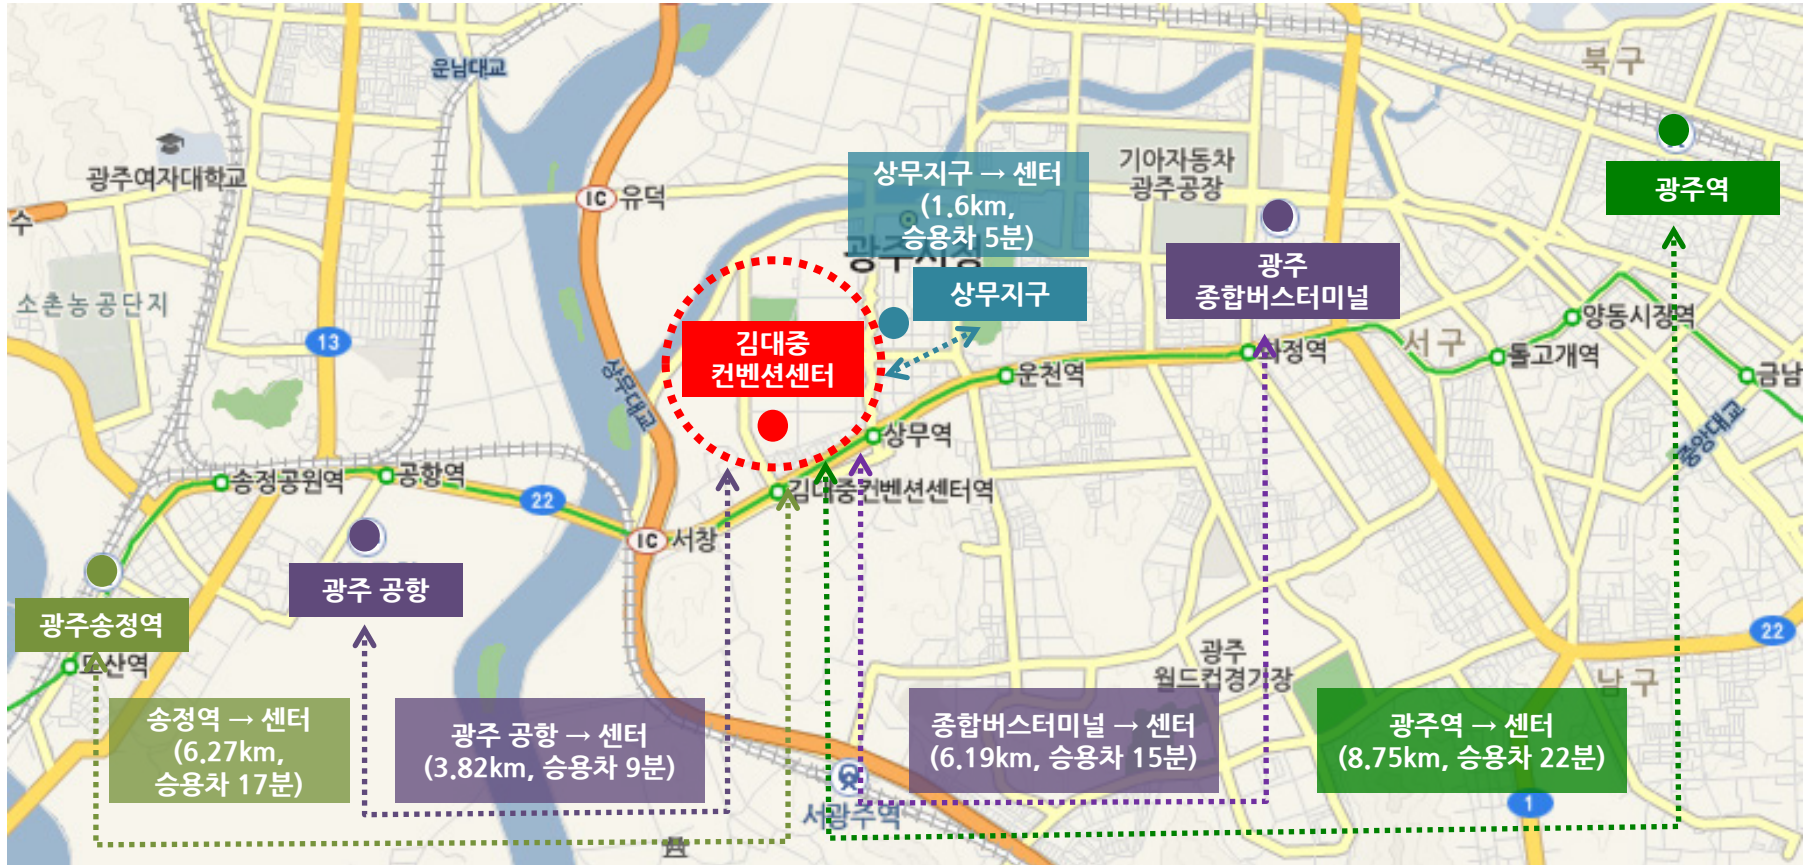 북구
운남대교
광주여자대학교
수
IC 유덕
상무지구 → 센터
(1.6km,
승용차 5분)
기아자동차
광주공장
광주역
광주시청
광주
종합버스터미널
상무지구
소촌농공단지
13
상무대교
김대중
컨벤션센터
양동시장역
서구
돌고개역
화정역
운천역
금남
중앙대교
상무역
송정공원역
공항역
22
김대중컨벤션센터역
IC 서창
광주 공항
광주송정역
도산역
22
광주
월드컵경기장
남구
송정역 → 센터
(6.27km,
승용차 17분)
광주 공항 → 센터
(3.82km, 승용차 9분)
종합버스터미널 → 센터
(6.19km, 승용차 15분)
광주역 → 센터
(8.75km, 승용차 22분)
서광주역
1